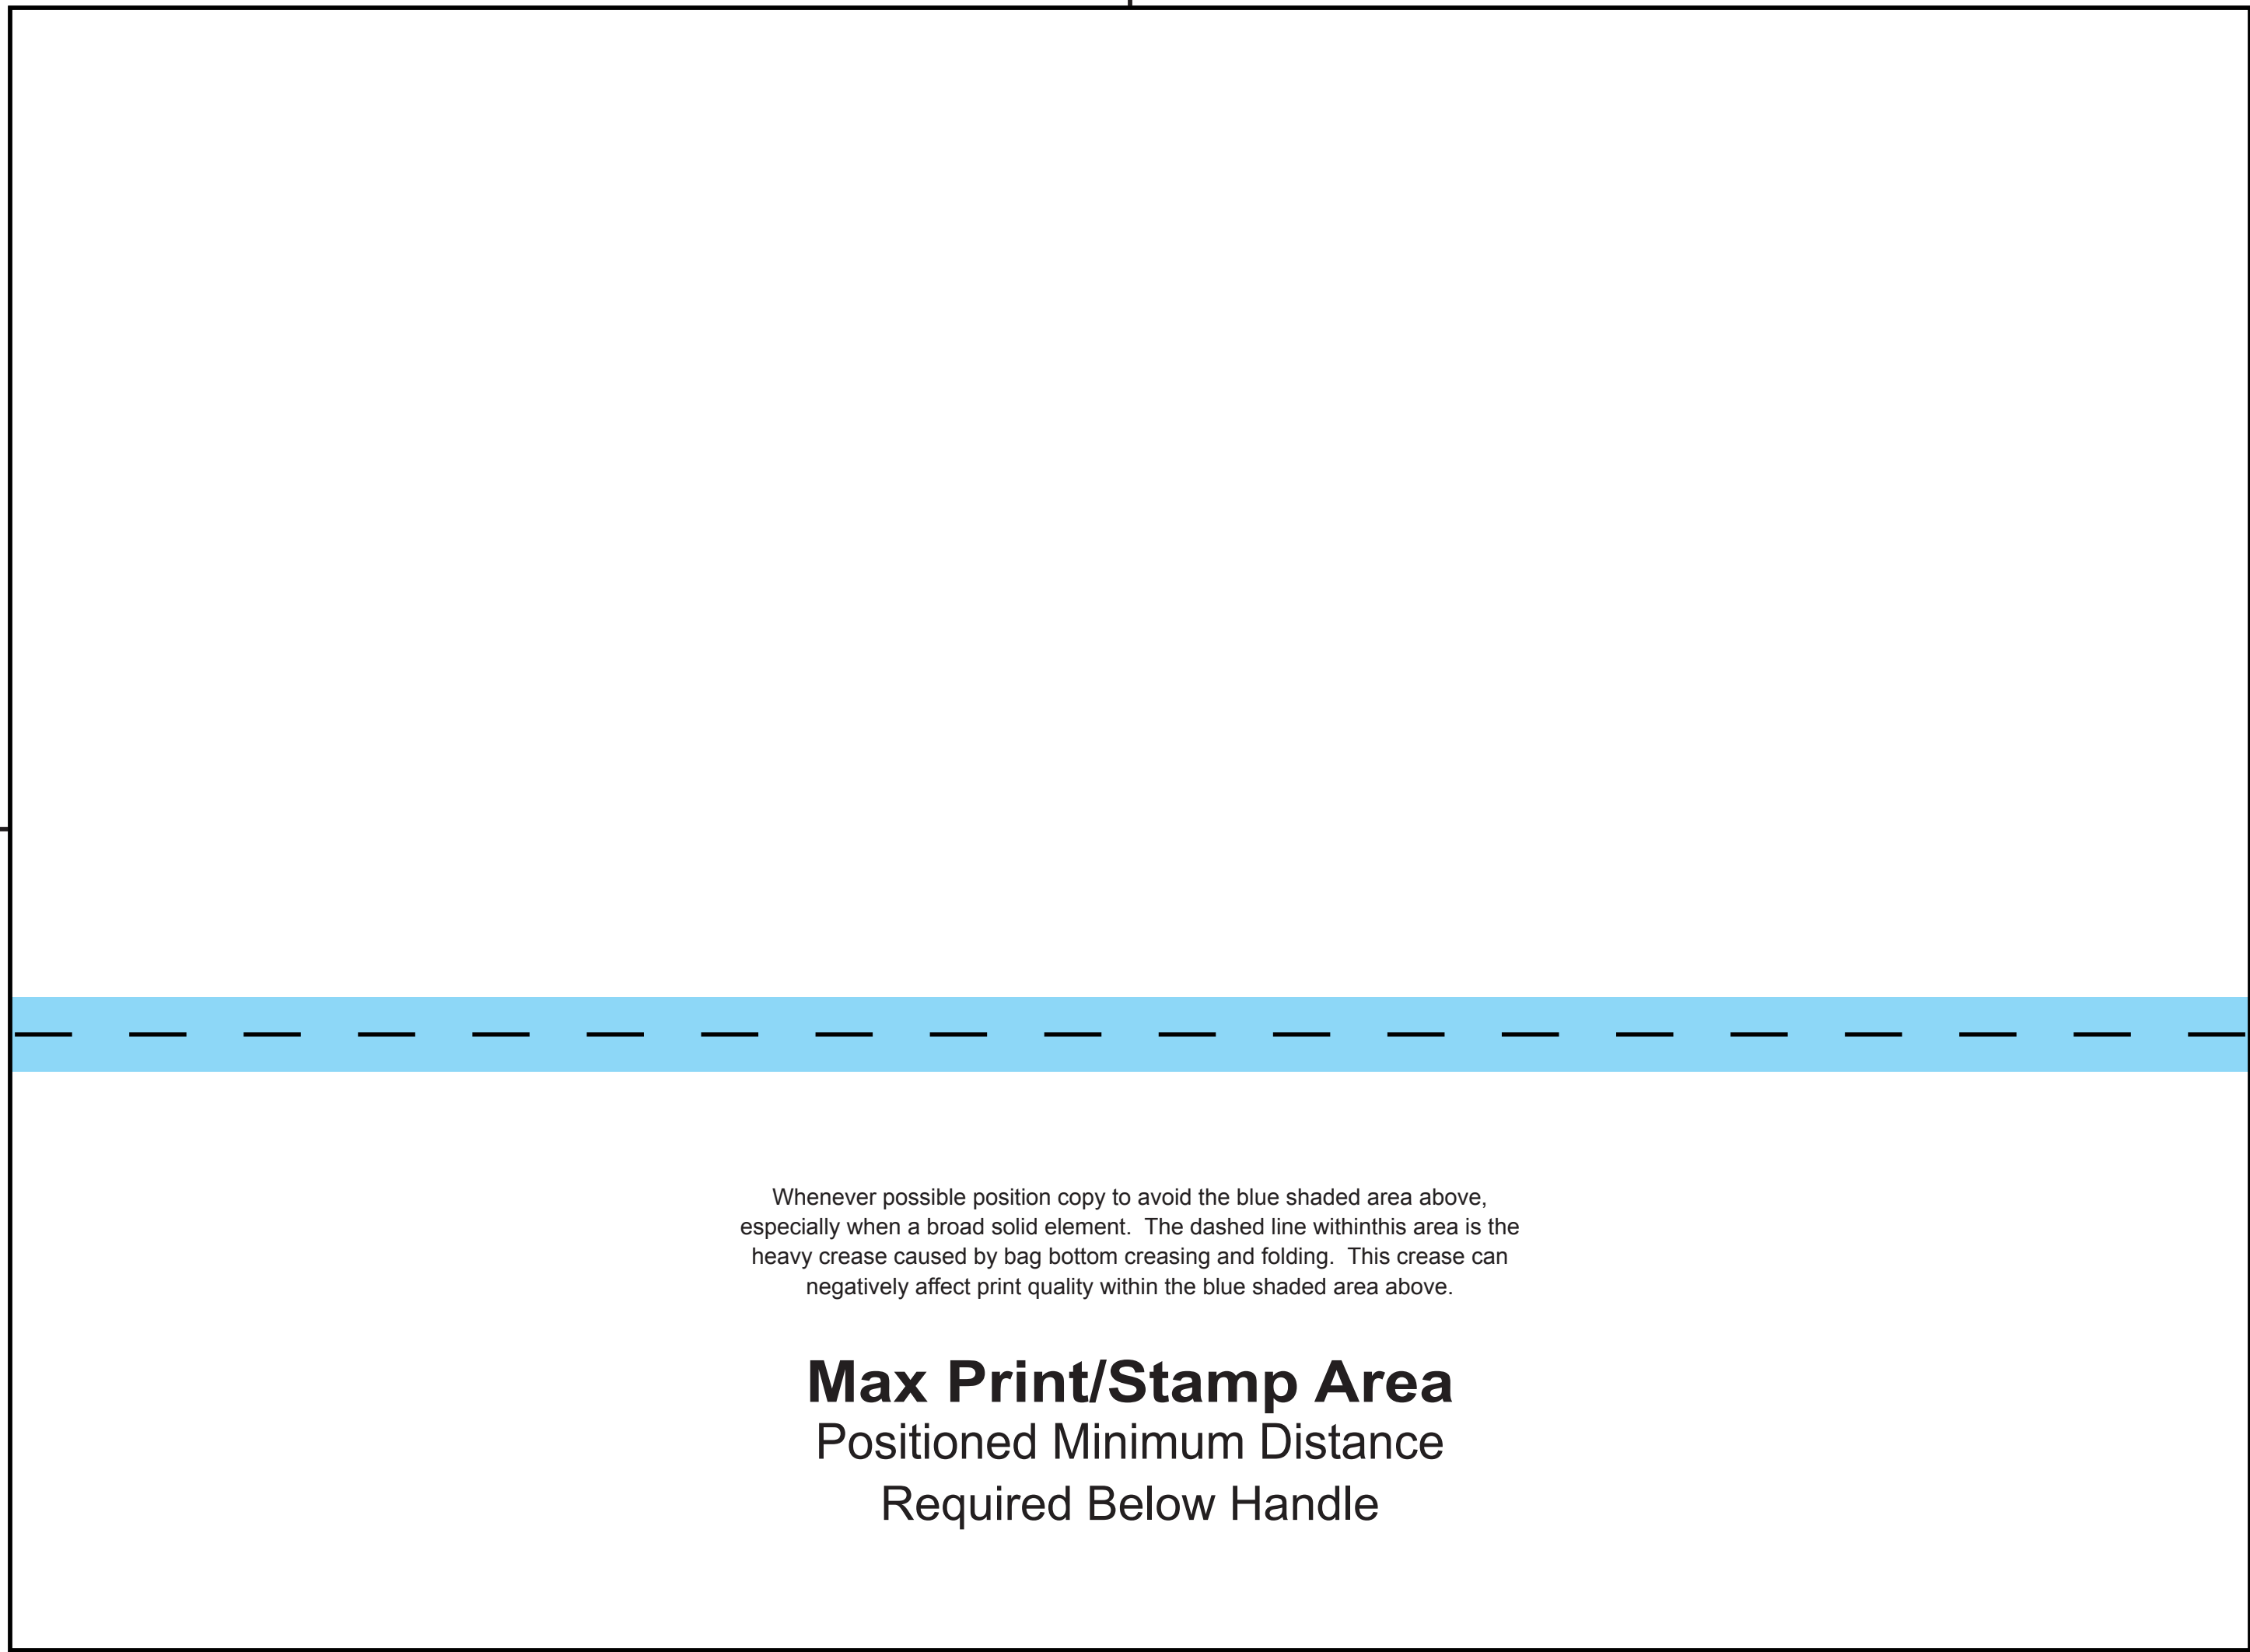 Whenever possible position copy to avoid the blue shaded area above,
especially when a broad solid element.  The dashed line withinthis area is the
heavy crease caused by bag bottom creasing and folding.  This crease can
negatively affect print quality within the blue shaded area above.
Max Print/Stamp Area
Positioned Minimum Distance
Required Below Handle